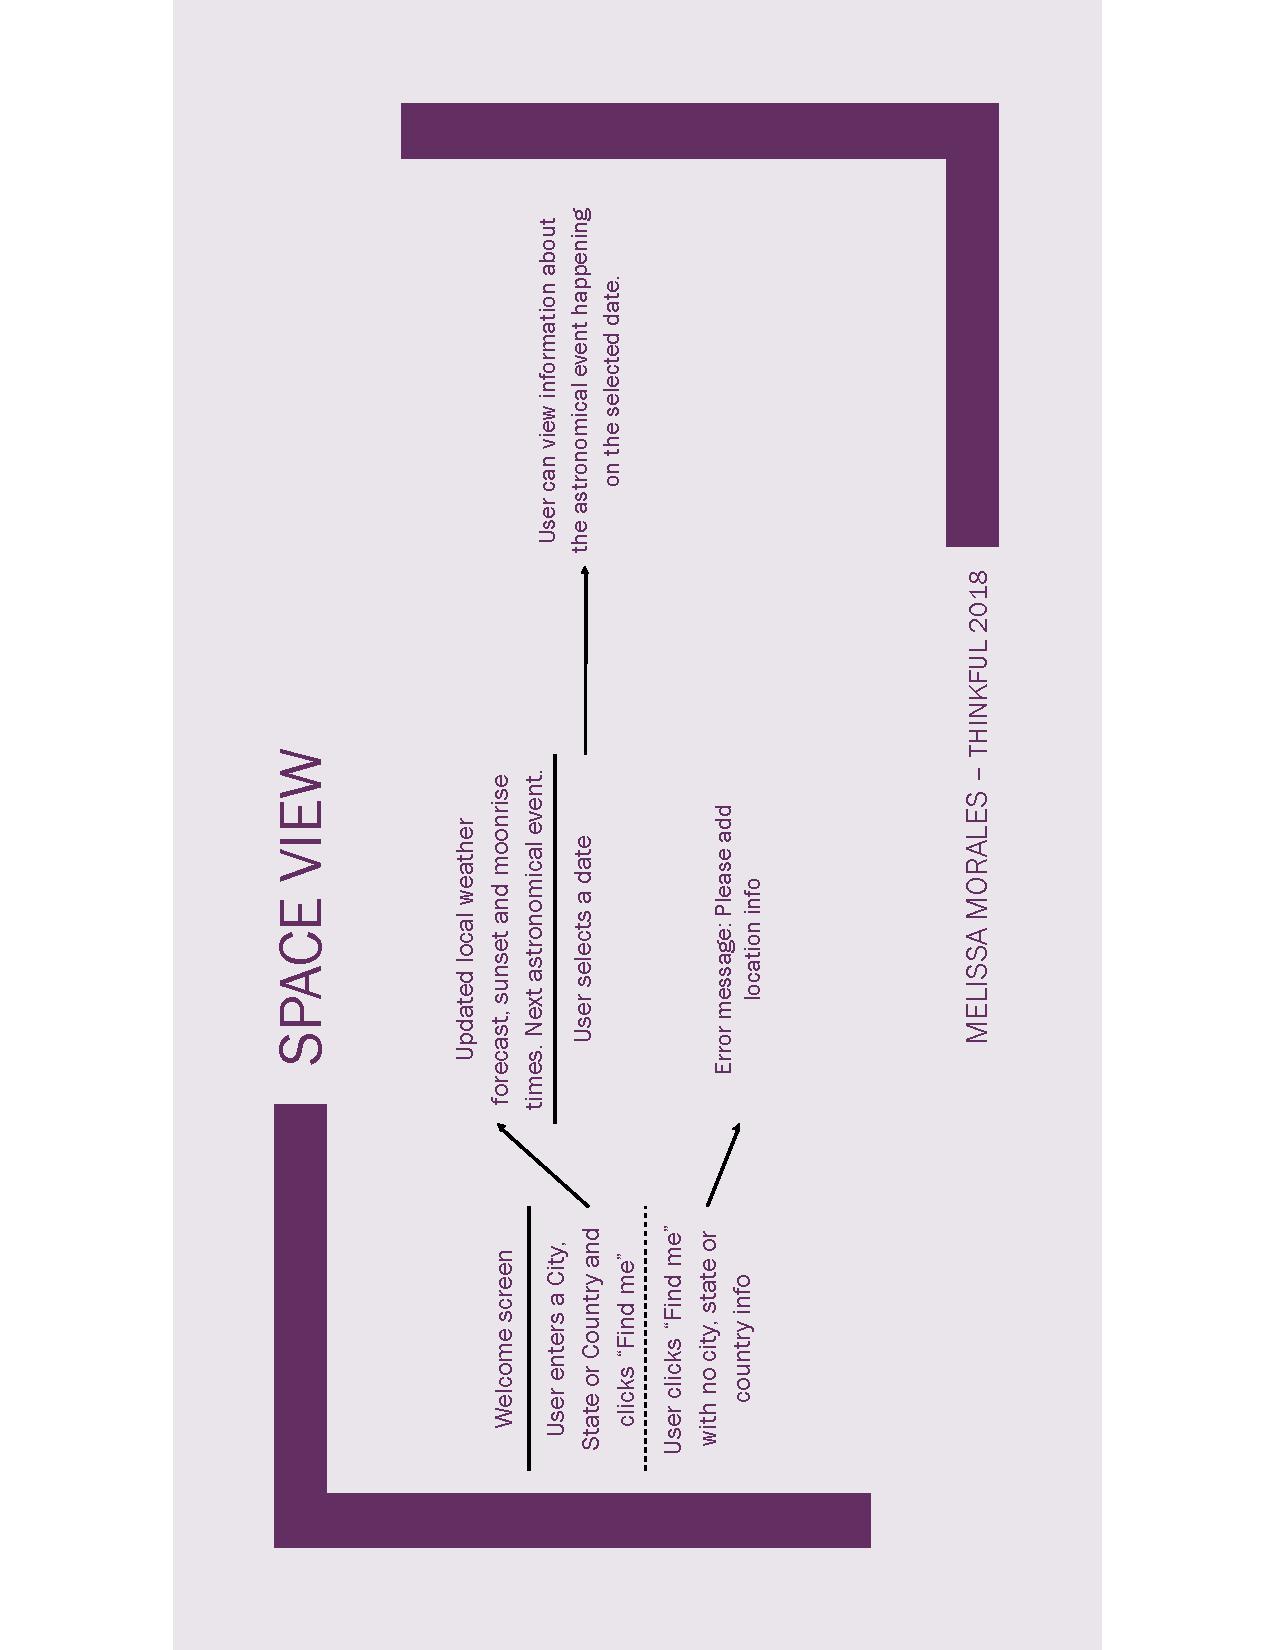 SPACE VIEW
Welcome screen
User enters a City,
State or Country and
clicks “Find me”
User clicks “Find me”
with no city, state or
country info
Updated local weather
forecast, sunset and moonrise
times. Next astronomical event.
User selects a date
Error message: Please add
location info
User can view information about
the astronomical event happening
on the selected date.
MELISSA MORALES – THINKFUL 2018